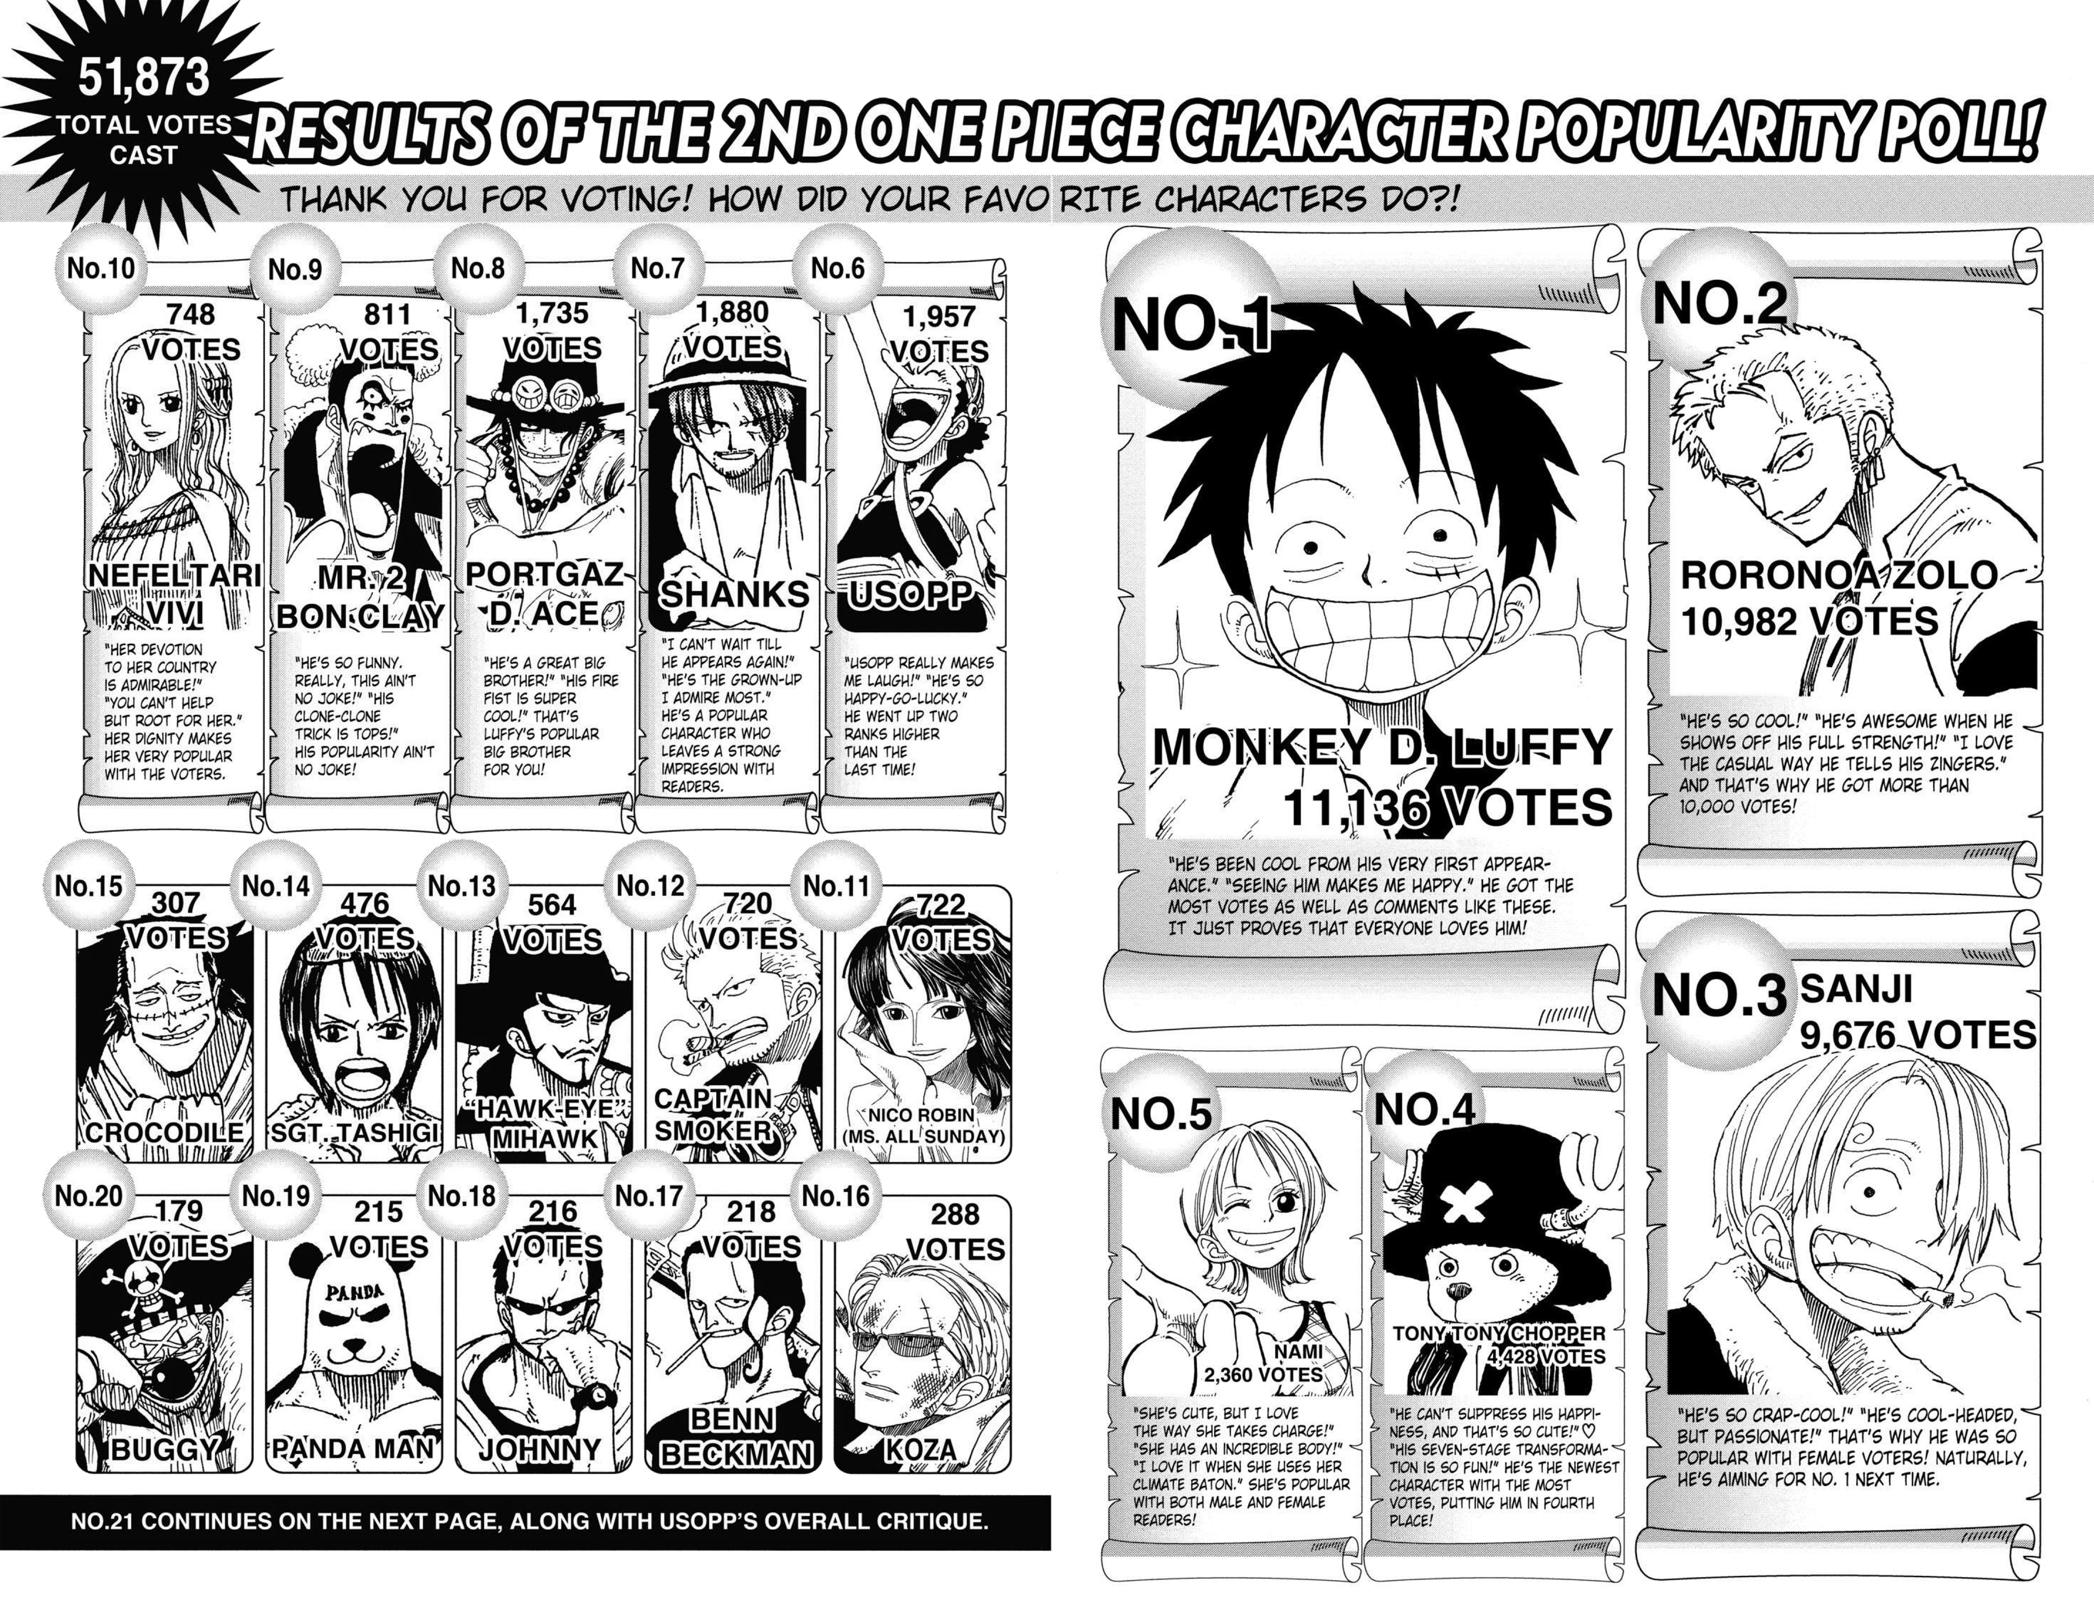 51,873
TOTAL VOTES
CAST
RESULTS OF THE 2ND ONE PIECE CHARACTER POPULARITY POLL!
THANK YOU FOR VOTING! HOW DID YOUR FAVORITE CHARACTERS DO?!
NO.1
MONKEY D. LUFFY
11,136 VOTES
"HE'S BEEN COOL FROM HIS VERY FIRST APPEAR-
ANCE." "SEEING HIM MAKES ME HAPPY." HE GOT THE
MOST VOTES AS WELL AS COMMENTS LIKE THESE.
IT JUST PROVES THAT EVERYONE LOVES HIM!
NO.2
RORONOA ZOLO
10,982 VOTES
"HE'S SO COOL!" "HE'S AWESOME WHEN HE
SHOWS OFF HIS FULL STRENGTH!" "I LOVE
THE CASUAL WAY HE TELLS HIS ZINGERS."
AND THAT'S WHY HE GOT MORE THAN
10,000 VOTES!
NO.3
SANJI
9,676 VOTES
"HE'S SO CRAP-COOL!" "HE'S COOL-HEADED,
BUT PASSIONATE!" THAT'S WHY HE WAS SO
POPULAR WITH FEMALE VOTERS! NATURALLY,
HE'S AIMING FOR NO. 1 NEXT TIME.
NO.4
TONY TONY CHOPPER
4,428 VOTES
"HE CAN'T SUPPRESS HIS HAPPI-
NESS, AND THAT'S SO CUTE!"♡
"HIS SEVEN-STAGE TRANSFORMA-
TION IS SO FUN!" HE'S THE NEWEST
CHARACTER WITH THE MOST
VOTES, PUTTING HIM IN FOURTH
PLACE!
NO.5
NAMI
2,360 VOTES
"SHE'S CUTE, BUT I LOVE
THE WAY SHE TAKES CHARGE!"
"SHE HAS AN INCREDIBLE BODY!"
"I LOVE IT WHEN SHE USES HER
CLIMATE BATON." SHE'S POPULAR
WITH BOTH MALE AND FEMALE
READERS!
No.6
1,957
VOTES
USOPP
"USOPP REALLY MAKES
ME LAUGH!" "HE'S SO
HAPPY-GO-LUCKY."
HE WENT UP TWO
RANKS HIGHER
THAN THE
LAST TIME!
No.7
1,880
VOTES
SHANKS
"I CAN'T WAIT TILL
HE APPEARS AGAIN!"
"HE'S THE GROWN-UP
I ADMIRE MOST."
HE'S A POPULAR
CHARACTER WHO
LEAVES A STRONG
IMPRESSION WITH
READERS.
No.8
1,735
VOTES
PORTGAZ
D. ACE
"HE'S A GREAT BIG
BROTHER!" "HIS FIRE
FIST IS SUPER
COOL!" THAT'S
LUFFY'S POPULAR
BIG BROTHER
FOR YOU!
No.9
811
VOTES
MR. 2
BON CLAY
"HE'S SO FUNNY.
REALLY, THIS AIN'T
NO JOKE!" "HIS
CLONE-CLONE
TRICK IS TOPS!"
HIS POPULARITY AIN'T
NO JOKE!
No.10
748
VOTES
NEFELTARI
VIVI
"HER DEVOTION
TO HER COUNTRY
IS ADMIRABLE!"
"YOU CAN'T HELP
BUT ROOT FOR HER."
HER DIGNITY MAKES
HER VERY POPULAR
WITH THE VOTERS.
No.11
722
VOTES
NICO ROBIN
(MS. ALL SUNDAY)
No.12
720
VOTES
CAPTAIN
SMOKER
No.13
564
VOTES
"HAWK-EYE"
MIHAWK
No.14
476
VOTES
SGT. TASHIGI
No.15
307
VOTES
CROCODILE
No.16
288
VOTES
KOZA
No.17
218
VOTES
BENN
BECKMAN
No.18
216
VOTES
JOHNNY
No.19
215
VOTES
PANDA
PANDA MAN
No.20
179
VOTES
BUGGY
NO.21 CONTINUES ON THE NEXT PAGE, ALONG WITH USOPP'S OVERALL CRITIQUE.